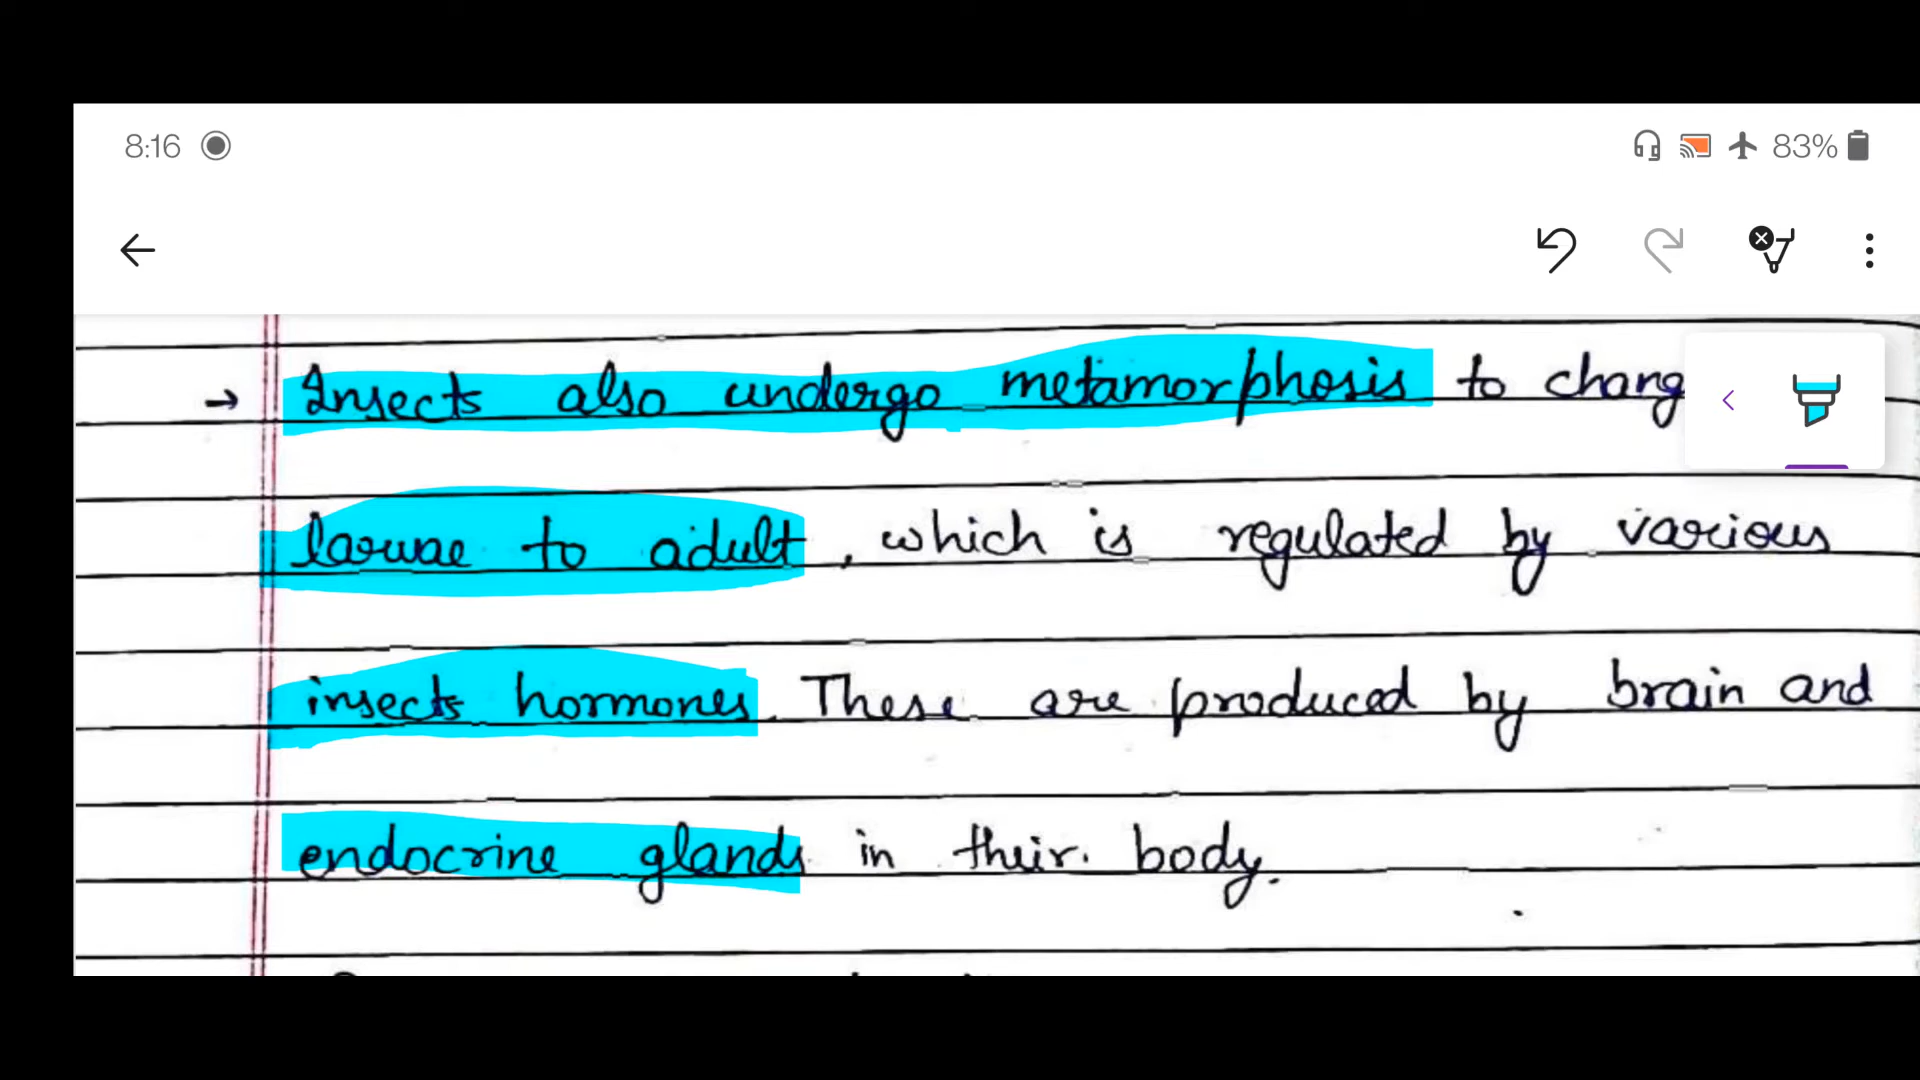 8:16 83%
→ Insects also undergo metamorphosis to chang
larvae to adult, which is regulated by various
insects hormones. These are produced by brain and
endocrine glands in their body.